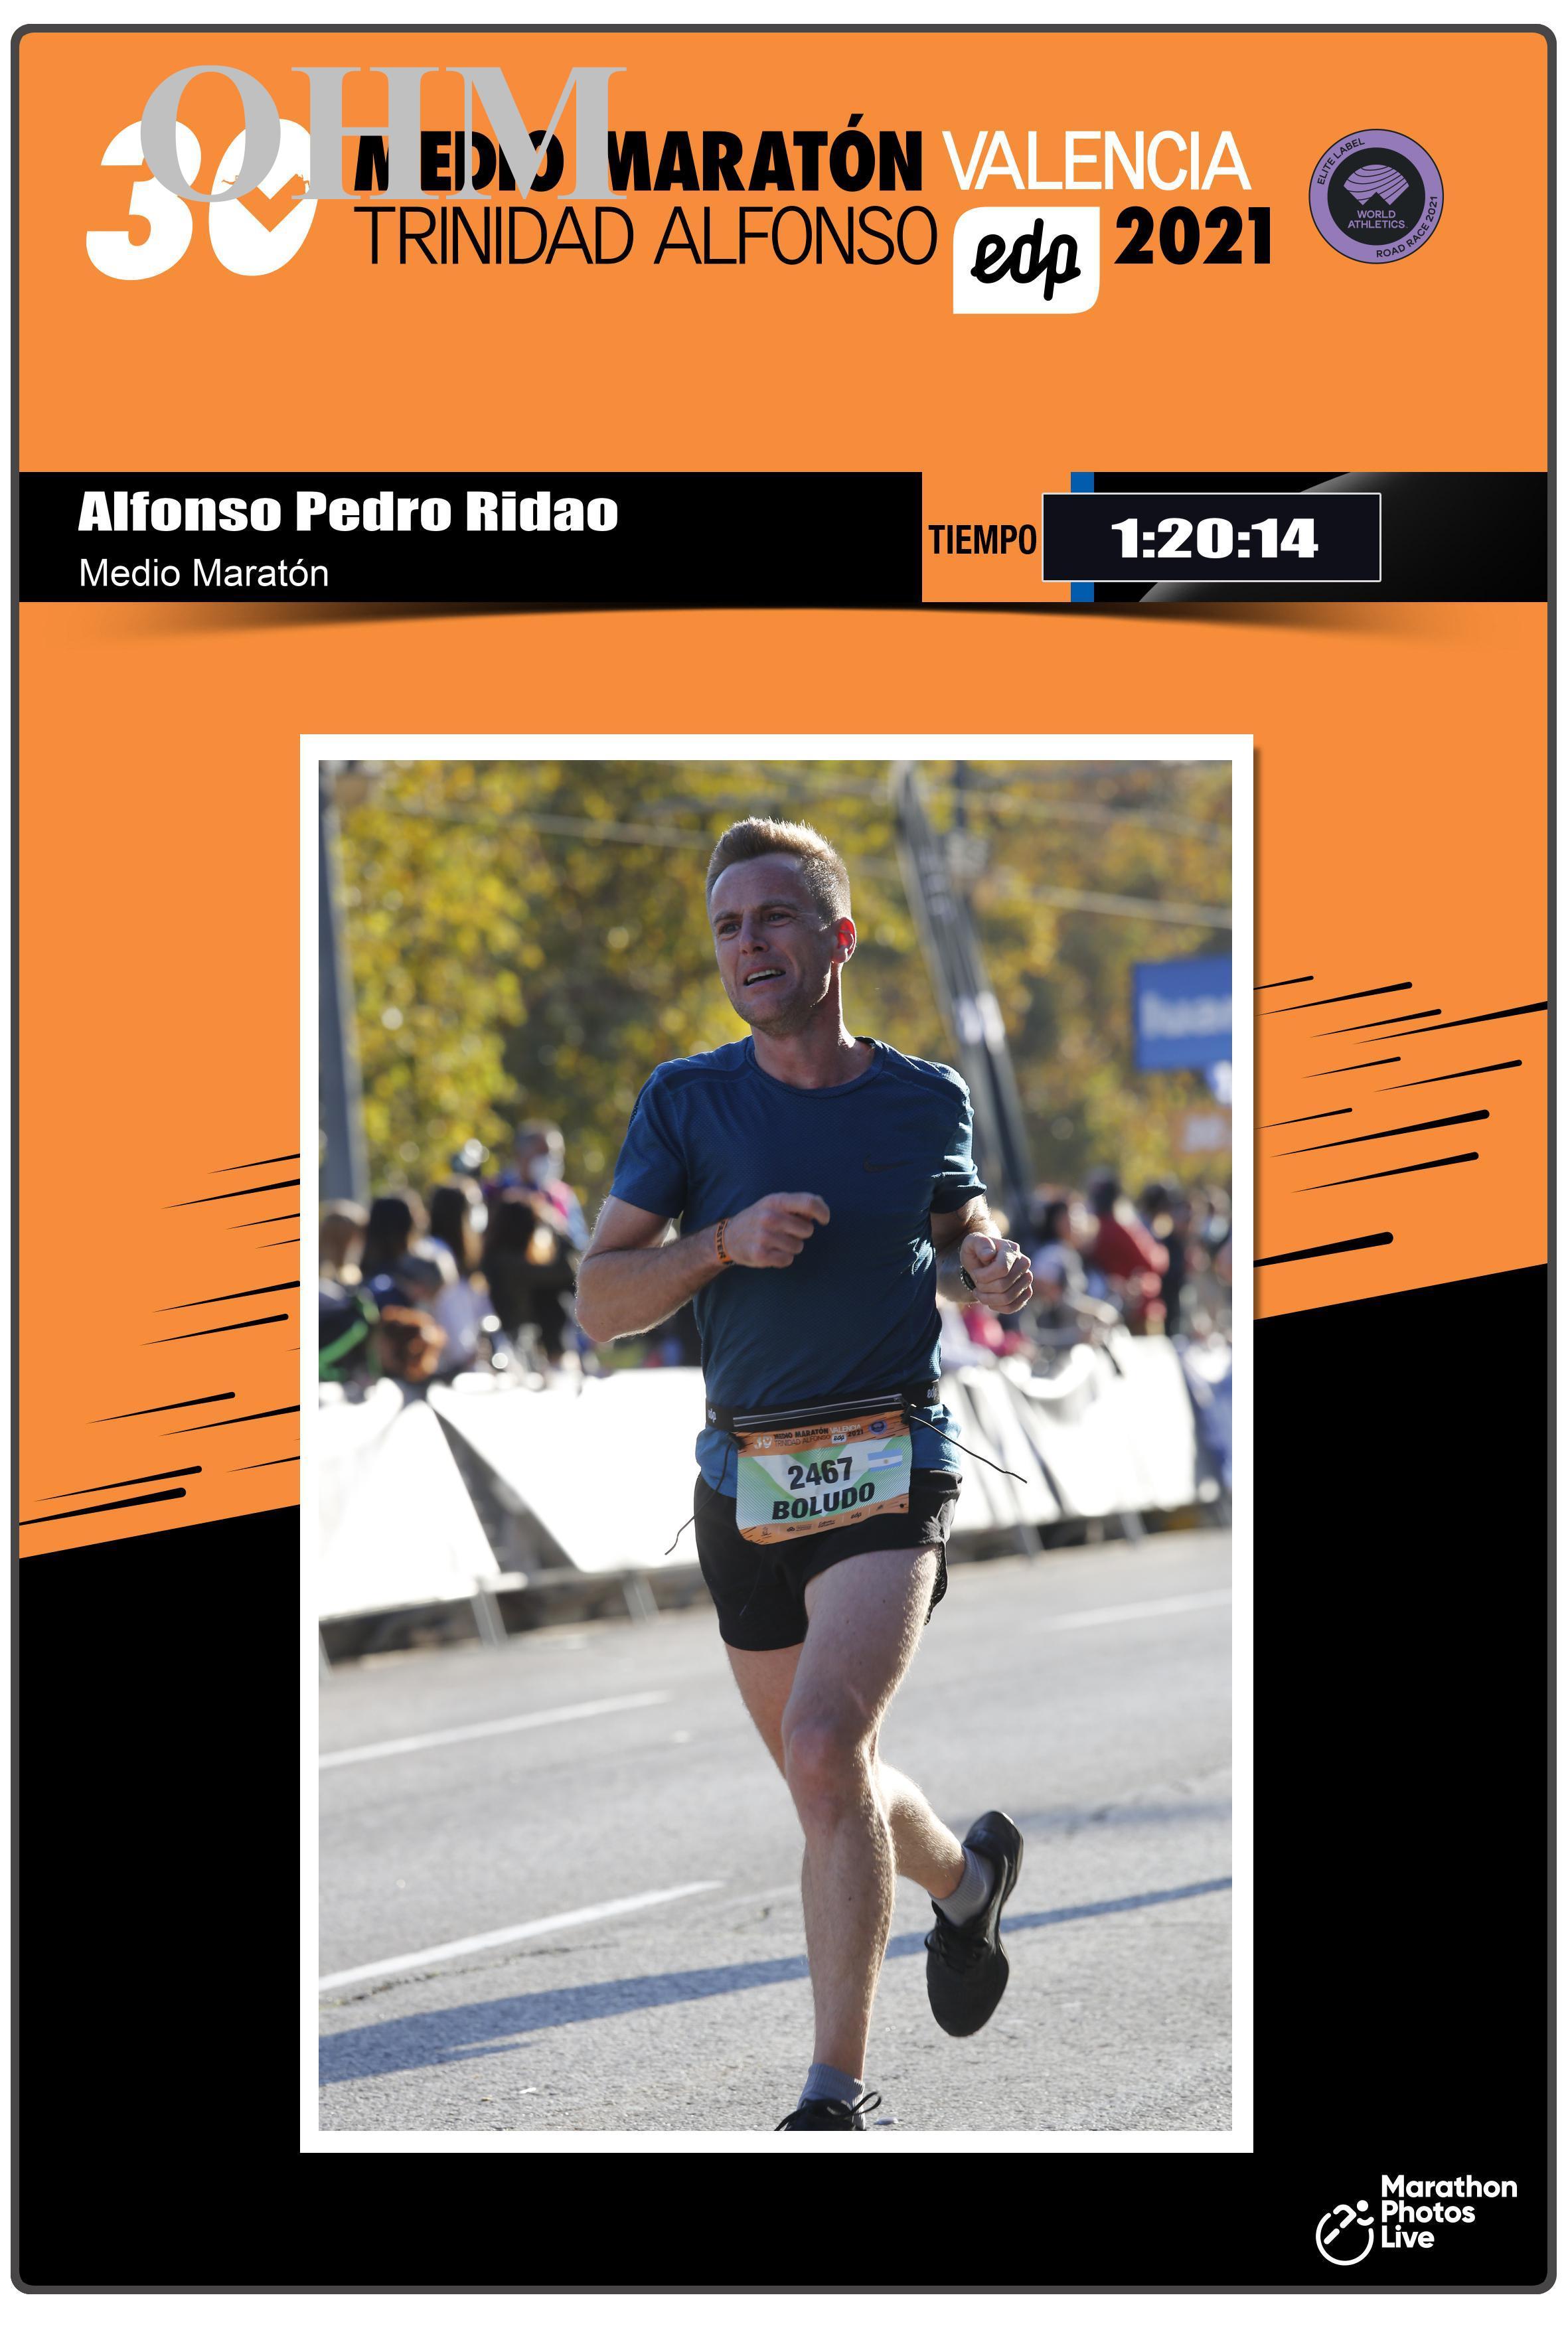 OHM
30 MEDIO MARATÓN VALENCIA
TRINIDAD ALFONSO edp 2021
ELITE LABEL
WORLD
ATHLETICS
ROAD RACE 2021
Alfonso Pedro Ridao
Medio Maratón
TIEMPO 1:20:14
edp
30 MEDIO MARATÓN VALENCIA
TRINIDAD ALFONSO edp 2021
2467
BOLUDO
edp
Marathon
Photos
Live